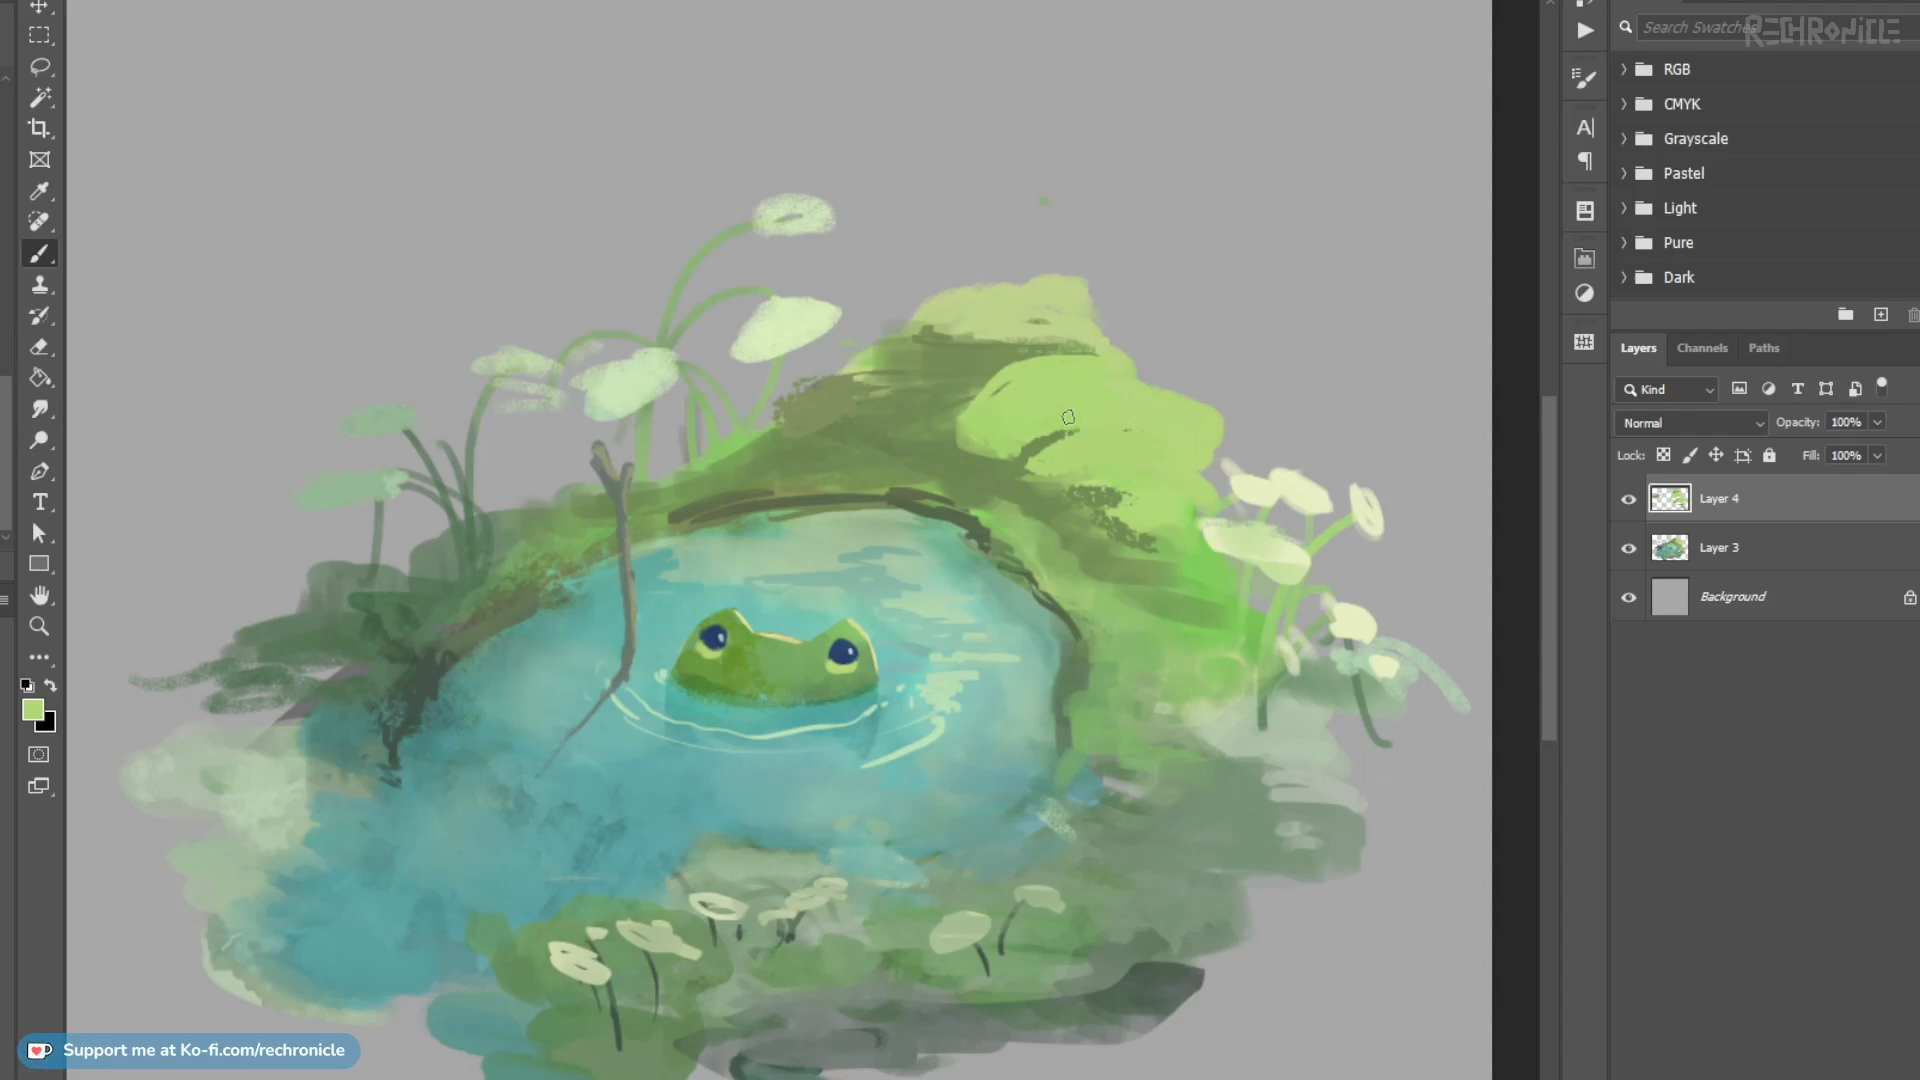 Search Swatches
RECHRONICLE
RGB
CMYK
Grayscale
Pastel
Light
Pure
Dark
Layers Channels Paths
Kind
Normal Opacity: 100%
Lock: Fill: 100%
Layer 4
Layer 3
Background
Support me at Ko-fi.com/rechronicle